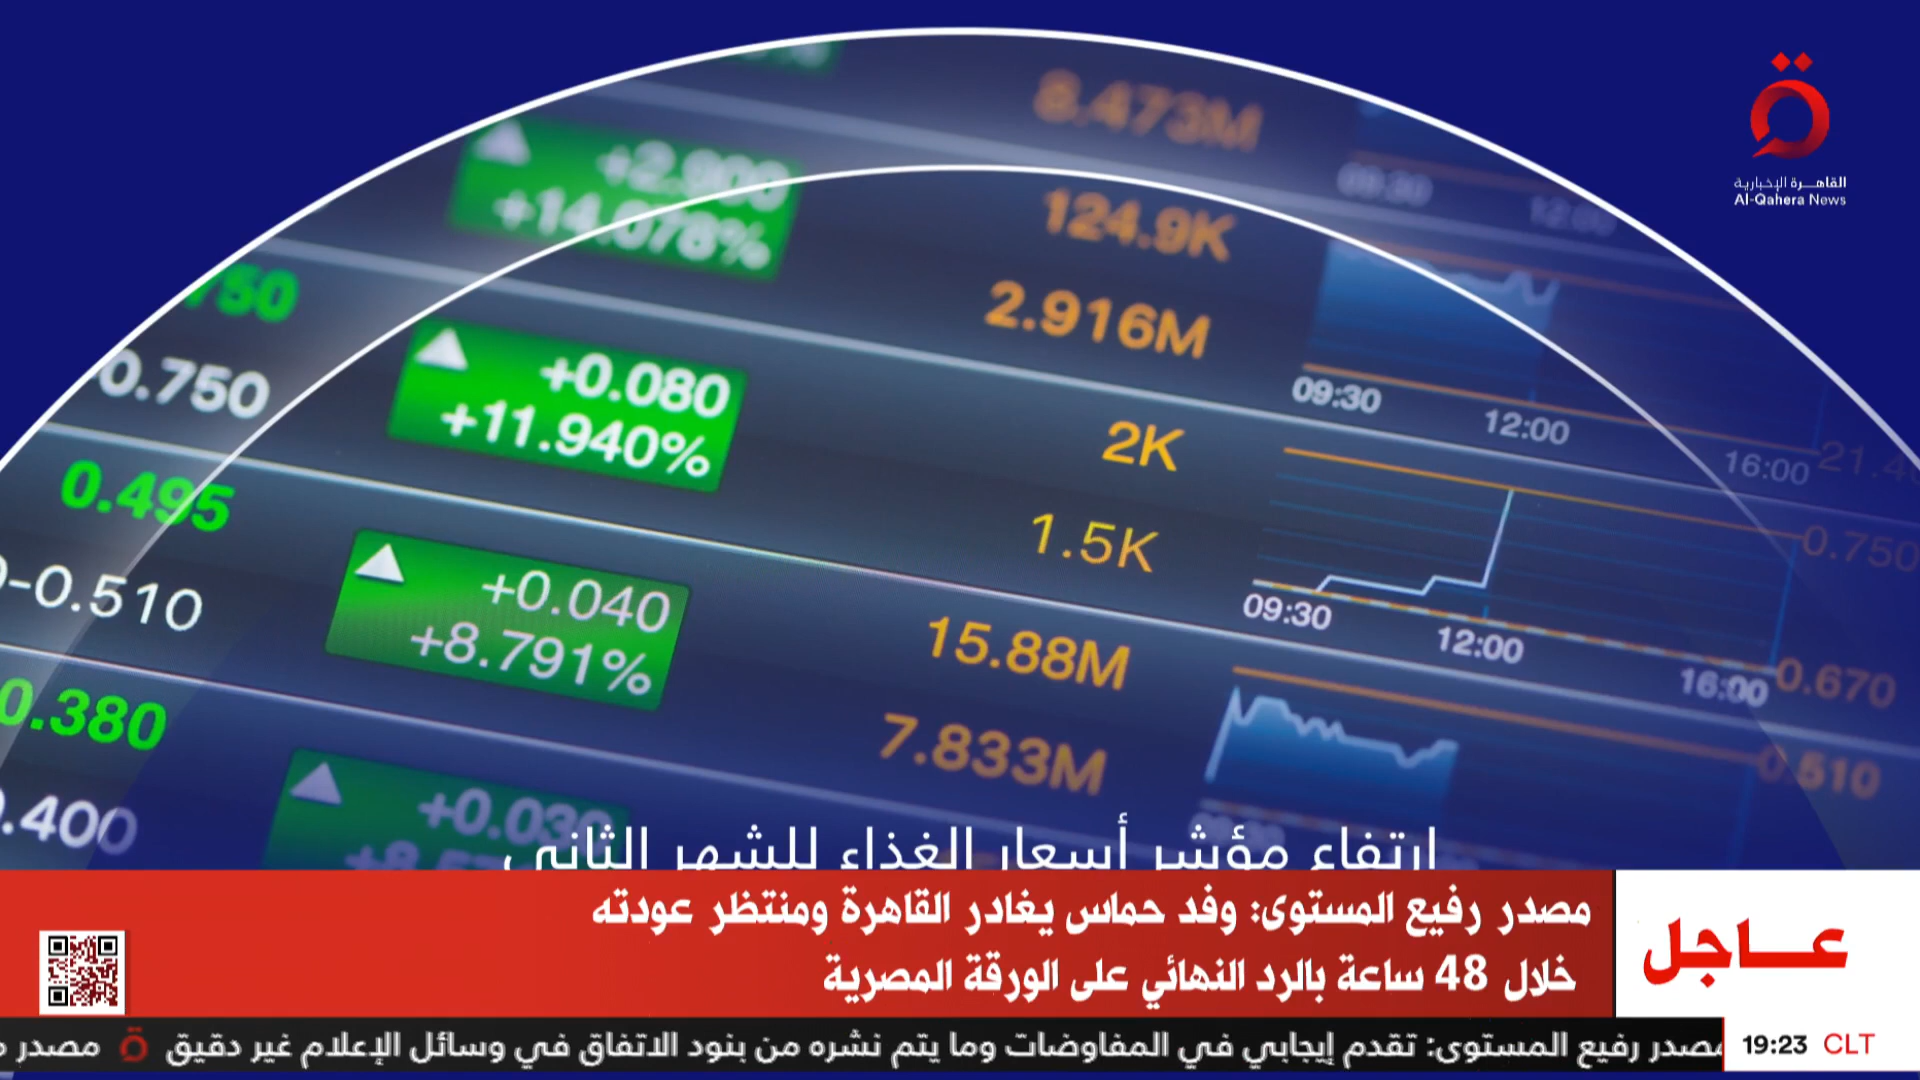 القاهرة الإخبارية
Al-Qahera News
8.473M
+2.900
+14.078%
09:30
12:00
124.9K
2.916M
750
0.750
+0.080
+11.940%
09:30
12:00
16:00
2K
1.5K
0.750
0.495
-0.510
+0.040
+8.791%
09:30
12:00
16:00
0.670
15.88M
7.833M
0.510
0.380
.400
+0.030
ارتفاع مؤشر أسعار الغذاء للشهر الثاني
عاجل
مصدر رفيع المستوى: وفد حماس يغادر القاهرة ومنتظر عودته
خلال 48 ساعة بالرد النهائي على الورقة المصرية
مصدر رفيع المستوى: تقدم إيجابي في المفاوضات وما يتم نشره من بنود الاتفاق في وسائل الإعلام غير دقيق
مصدر
19:23 CLT